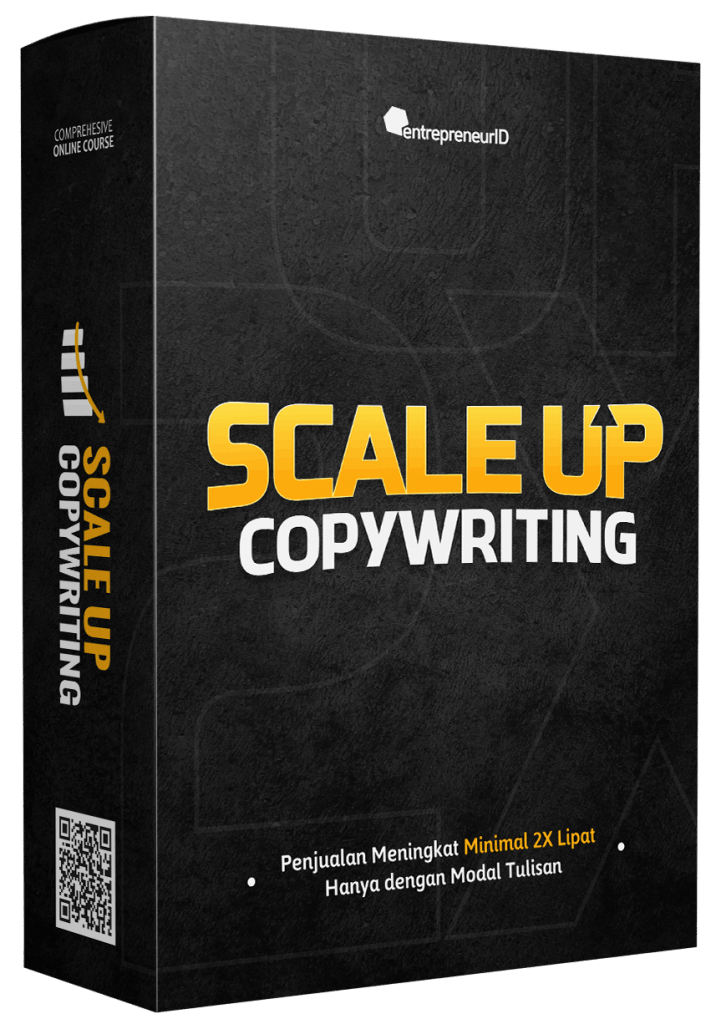 COMPREHESIVE
ONLINE COURSE
SCALE UP
COPYWRITING
entrepreneurID
SCALE UP
COPYWRITING
Penjualan Meningkat Minimal 2X Lipat
Hanya dengan Modal Tulisan